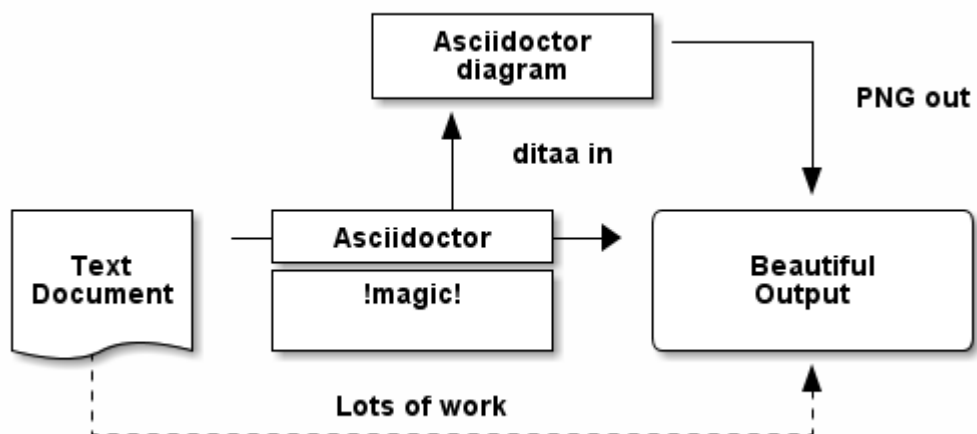 Asciidoctor
diagram
PNG out
ditaa in
Asciidoctor
Text
Document
!magic!
Beautiful
Output
Lots of work